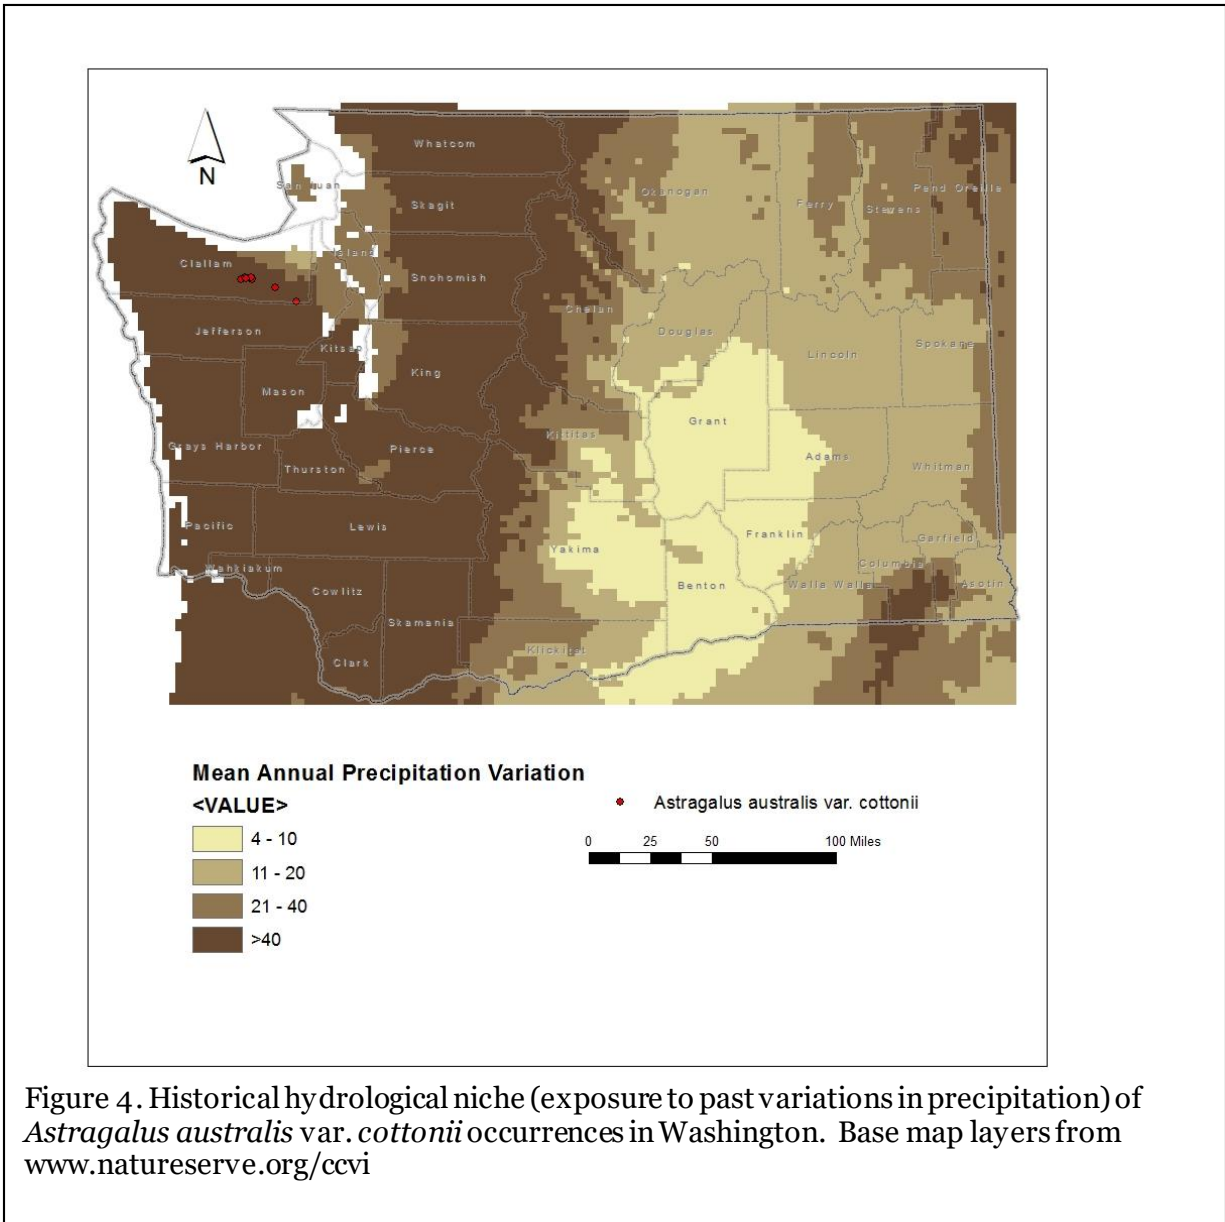 N
Whatcom
San Juan
Skagit
Okanogan
Ferry
Stevens
Pend Oreille
Island
Clallam
Snohomish
Chelan
Jefferson
Douglas
Lincoln
Spokane
Kitsap
King
Mason
Grant
Grays Harbor
Pierce
Kittitas
Adams
Whitman
Thurston
Pacific
Lewis
Yakima
Franklin
Garfield
Wahkiakum
Columbia
Cowlitz
Benton
Walla Walla
Asotin
Skamania
Klickitat
Clark
Mean Annual Precipitation Variation
<VALUE>
4 - 10
11 - 20
21 - 40
>40
Astragalus australis var. cottonii
0 25 50 100 Miles
Figure 4. Historical hydrological niche (exposure to past variations in precipitation) of
Astragalus australis var. cottonii occurrences in Washington. Base map layers from
www.natureserve.org/ccvi